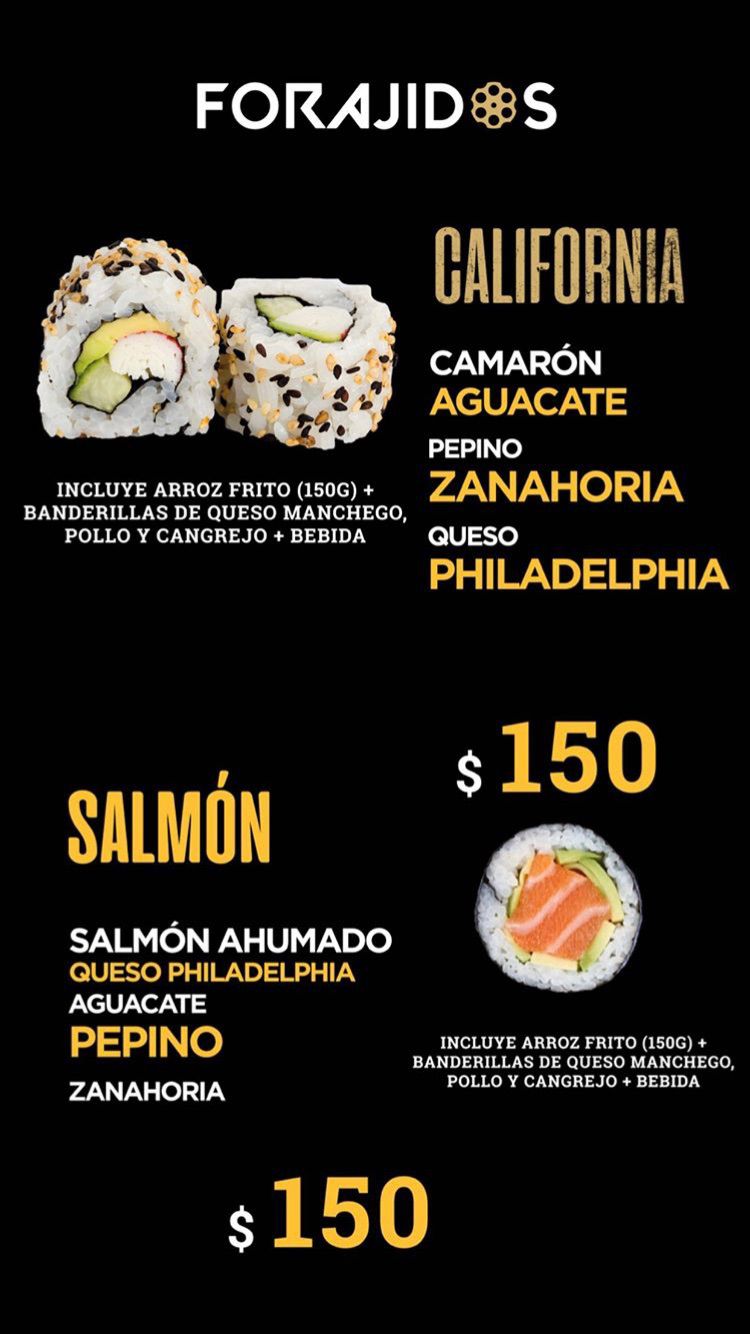 FORAJIDOS
CALIFORNIA
CAMARÓN
AGUACATE
PEPINO
ZANAHORIA
QUESO
PHILADELPHIA
INCLUYE ARROZ FRITO (150G) +
BANDERILLAS DE QUESO MANCHEGO,
POLLO Y CANGREJO + BEBIDA
$ 150
SALMÓN
SALMÓN AHUMADO
QUESO PHILADELPHIA
AGUACATE
PEPINO
ZANAHORIA
INCLUYE ARROZ FRITO (150G) +
BANDERILLAS DE QUESO MANCHEGO,
POLLO Y CANGREJO + BEBIDA
$ 150